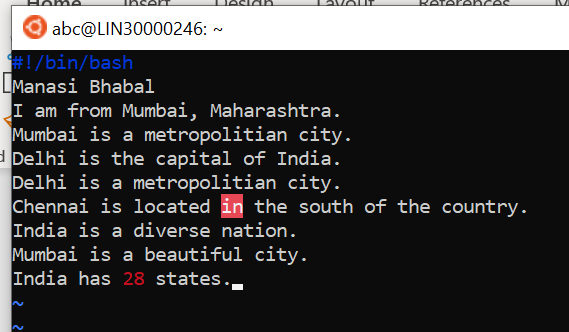 Home Insert Design Layout References
abc@LIN30000246: ~
#!/bin/bash
Manasi Bhabal
I am from Mumbai, Maharashtra.
Mumbai is a metropolitian city.
Delhi is the capital of India.
Delhi is a metropolitian city.
Chennai is located in the south of the country.
India is a diverse nation.
Mumbai is a beautiful city.
India has 28 states.
~
~